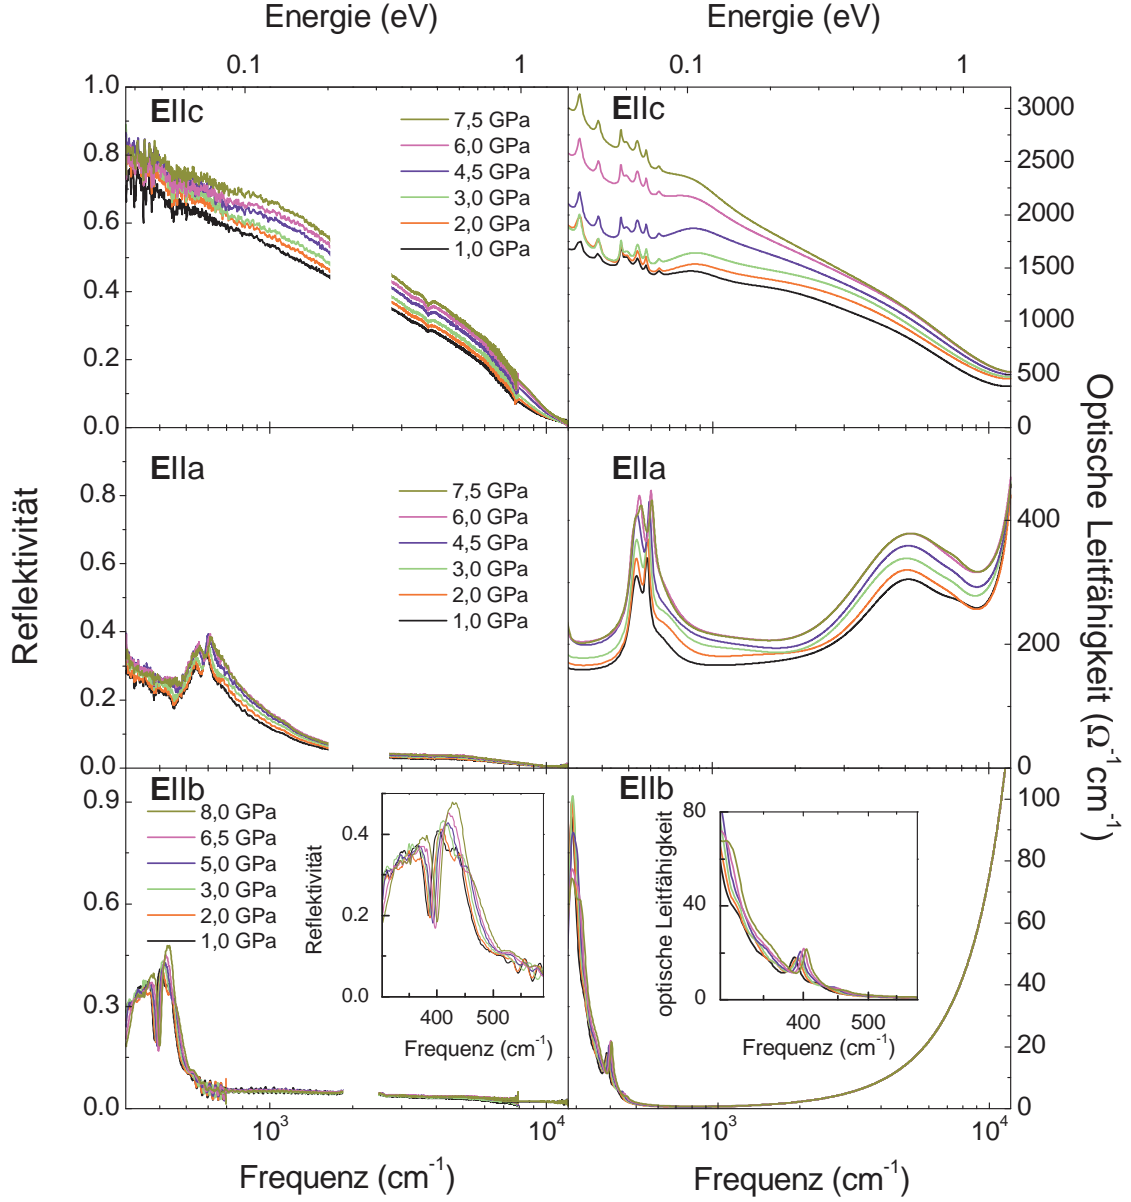 Energie (eV)
Energie (eV)
0.1
1
0.1
1
1.0
0.8
0.6
0.4
0.2
0.0
EIIc
7,5 GPa
6,0 GPa
4,5 GPa
3,0 GPa
2,0 GPa
1,0 GPa
EIIc
3000
2500
2000
1500
1000
500
0
0.8
0.6
0.4
0.2
0.0
EIIa
7,5 GPa
6,0 GPa
4,5 GPa
3,0 GPa
2,0 GPa
1,0 GPa
EIIa
400
200
0
Reflektivität
Optische Leitfähigkeit (Ω⁻¹cm⁻¹)
0.9
0.6
0.3
0.0
EIIb
8,0 GPa
6,5 GPa
5,0 GPa
3,0 GPa
2,0 GPa
1,0 GPa
Reflektivität
0.4
0.2
0.0
400
500
Frequenz (cm⁻¹)
EIIb
optische Leitfähigkeit
80
40
0
400
500
Frequenz (cm⁻¹)
100
80
60
40
20
0
10³
10⁴
10³
10⁴
Frequenz (cm⁻¹)
Frequenz (cm⁻¹)